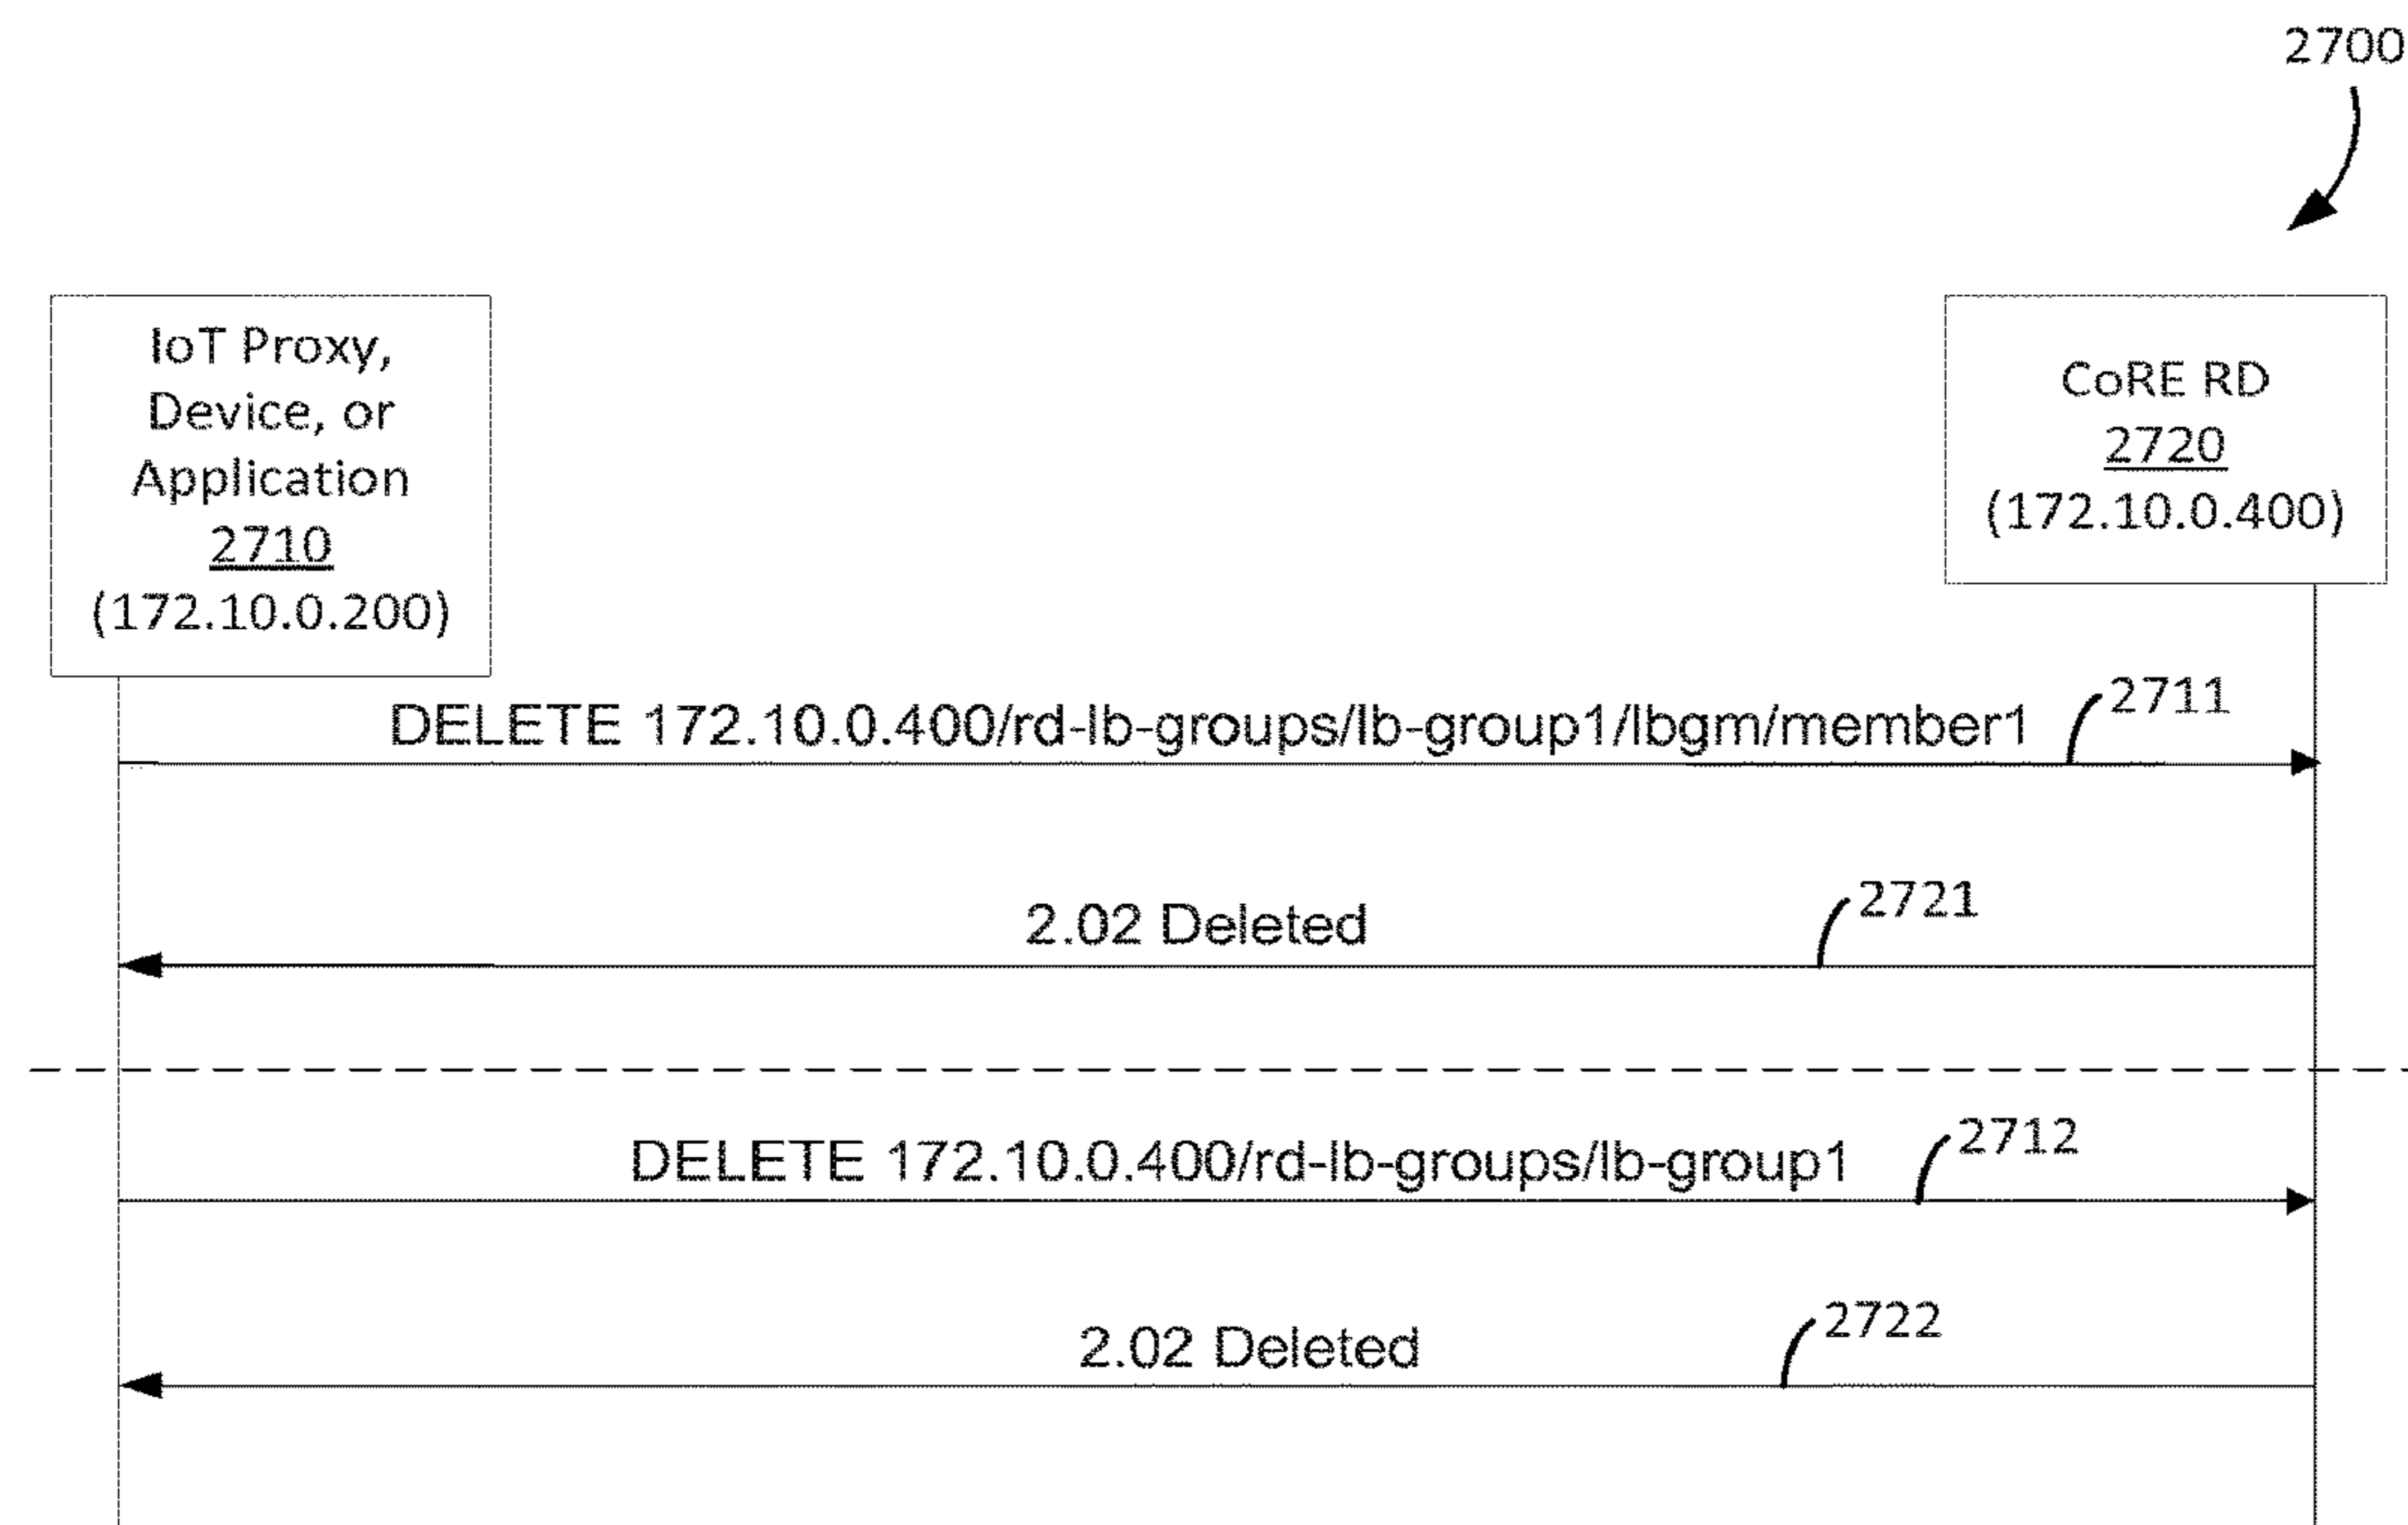 2700
IoT Proxy,
Device, or
Application
2710
(172.10.0.200)
CoRE RD
2720
(172.10.0.400)
DELETE 172.10.0.400/rd-lb-groups/lb-group1/lbgm/member1
2711
2.02 Deleted
2721
DELETE 172.10.0.400/rd-lb-groups/lb-group1
2712
2.02 Deleted
2722